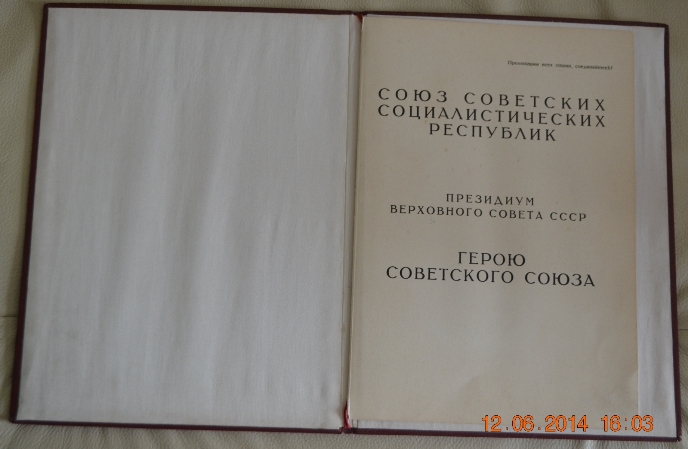 Пролетарии всех стран, соединяйтесь!
СОЮЗ СОВЕТСКИХ
СОЦИАЛИСТИЧЕСКИХ
РЕСПУБЛИК
ПРЕЗИДИУМ
ВЕРХОВНОГО СОВЕТА СССР
ГЕРОЮ
СОВЕТСКОГО СОЮЗА
12.06.2014 16:03